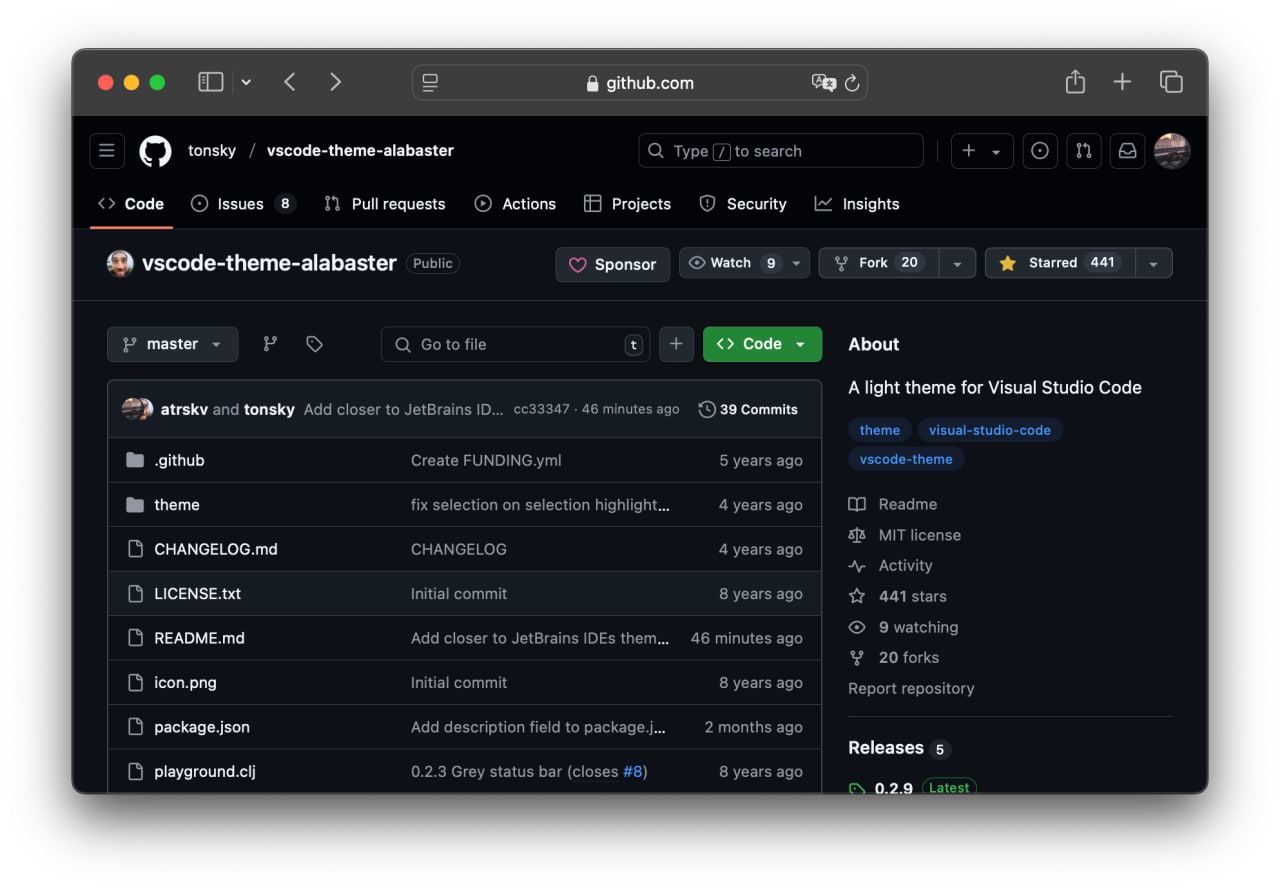 github.com
tonsky / vscode-theme-alabaster
Type / to search
Code Issues 8 Pull requests Actions Projects Security Insights
vscode-theme-alabaster Public
Sponsor Watch 9 Fork 20 Starred 441
master Go to file t Code
atrskv and tonsky Add closer to JetBrains ID... cc33347 · 46 minutes ago 39 Commits
.github Create FUNDING.yml 5 years ago
theme fix selection on selection highlight... 4 years ago
CHANGELOG.md CHANGELOG 4 years ago
LICENSE.txt Initial commit 8 years ago
README.md Add closer to JetBrains IDEs them... 46 minutes ago
icon.png Initial commit 8 years ago
package.json Add description field to package.j... 2 months ago
playground.clj 0.2.3 Grey status bar (closes #8) 8 years ago
About
A light theme for Visual Studio Code
theme visual-studio-code
vscode-theme
Readme
MIT license
Activity
441 stars
9 watching
20 forks
Report repository
Releases 5
0.2.9 Latest